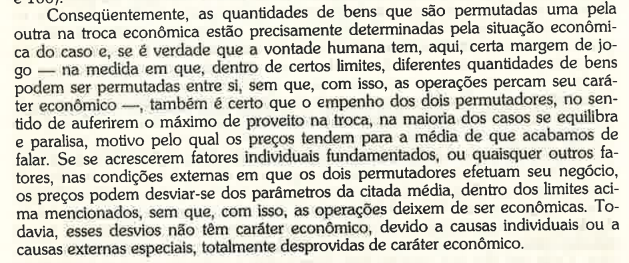 Conseqüentemente, as quantidades de bens que são permutadas uma pela
outra na troca econômica estão precisamente determinadas pela situação econômi-
ca do caso e, se é verdade que a vontade humana tem, aqui, certa margem de jo-
go — na medida em que, dentro de certos limites, diferentes quantidades de bens
podem ser permutadas entre si, sem que, com isso, as operações percam seu cará-
ter econômico —, também é certo que o empenho dos dois permutadores, no sen-
tido de auferirem o máximo de proveito na troca, na maioria dos casos se equilibra
e paralisa, motivo pelo qual os preços tendem para a média de que acabamos de
falar. Se se acrescerem fatores individuais fundamentados, ou quaisquer outros fa-
tores, nas condições externas em que os dois permutadores efetuam seu negócio,
os preços podem desviar-se dos parâmetros da citada média, dentro dos limites aci-
ma mencionados, sem que, com isso, as operações deixem de ser econômicas. To-
davia, esses desvios não têm caráter econômico, devido a causas individuais ou a
causas externas especiais, totalmente desprovidas de caráter econômico.